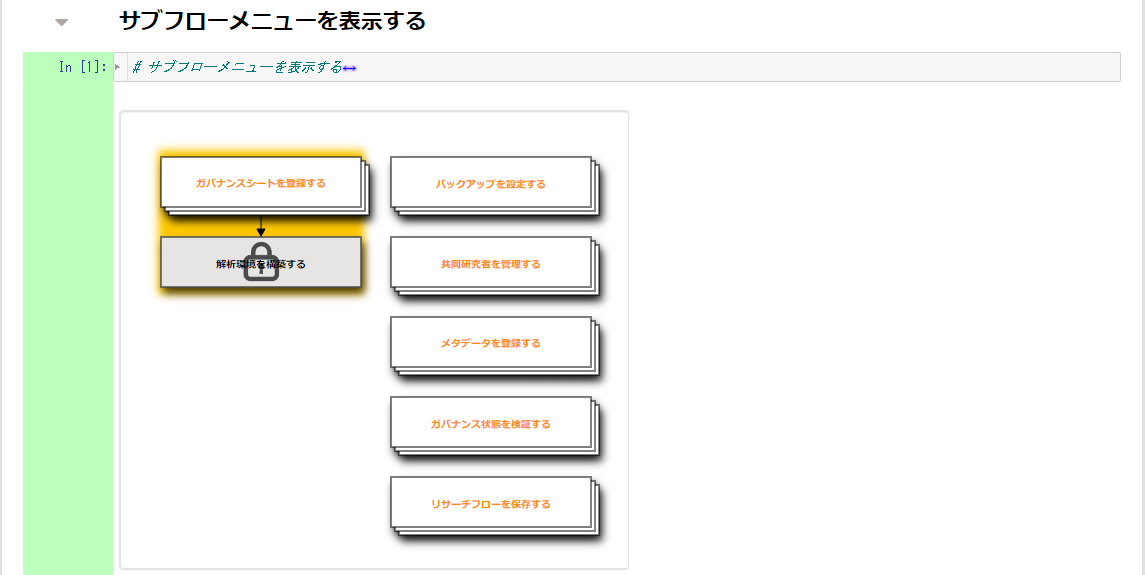 サブフローメニューを表示する
In [1]:
# サブフローメニューを表示する
ガバナンスシートを登録する
解析環境を構築する
バックアップを設定する
共同研究者を管理する
メタデータを登録する
ガバナンス状態を検証する
リサーチフローを保存する